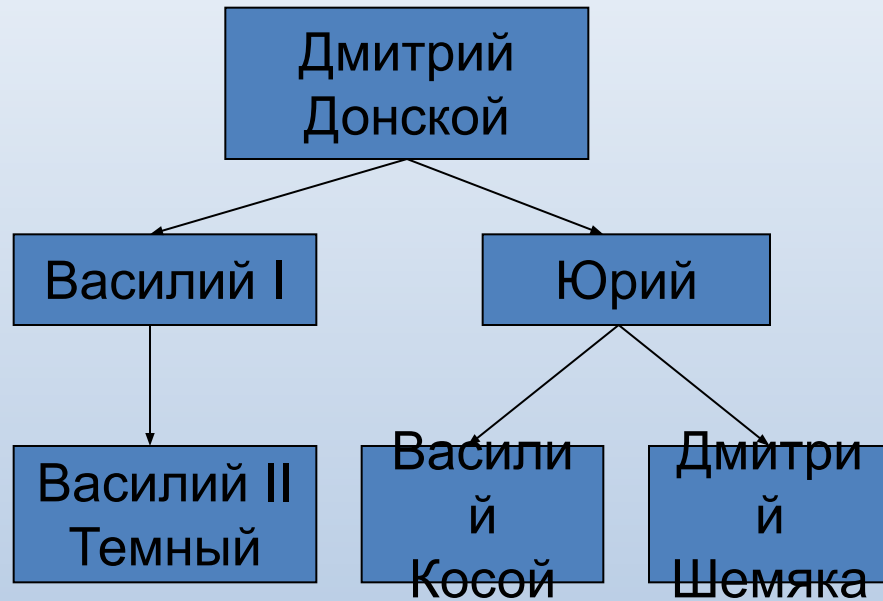 Дмитрий
Донской
Василий I
Юрий
Василий II
Темный
Васили
й
Косой
Дмитри
й
Шемяка